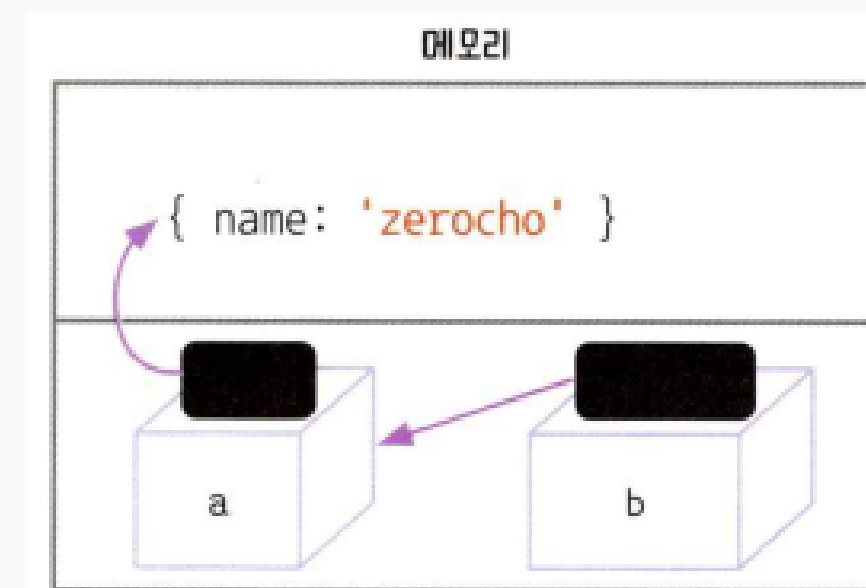 메모리
{ name: 'zerocho' }
a
b